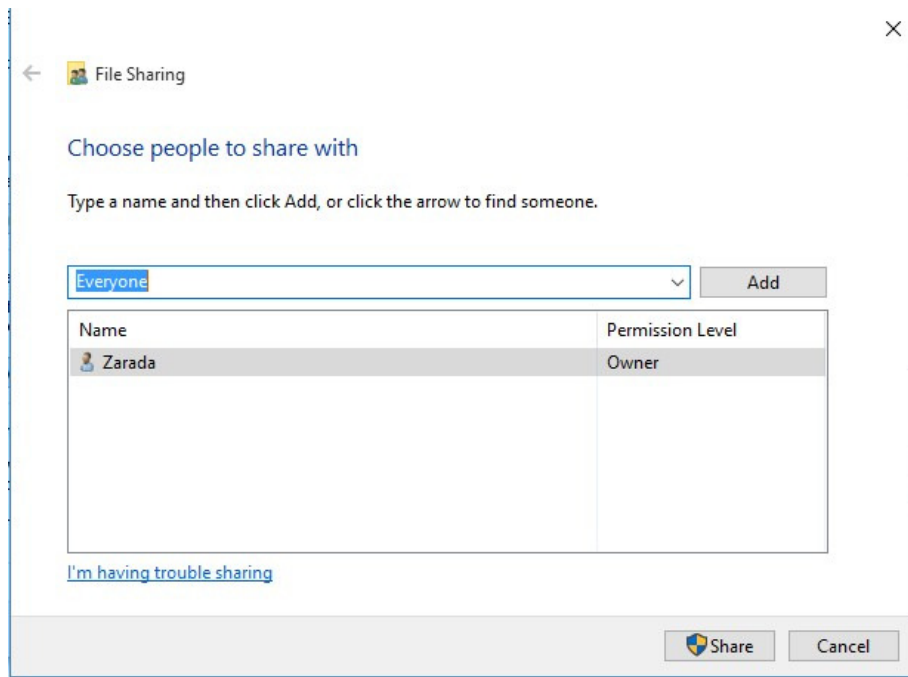 File Sharing
Choose people to share with
Type a name and then click Add, or click the arrow to find someone.
Everyone Add
Name Permission Level
Zarada Owner
I'm having trouble sharing
Share Cancel